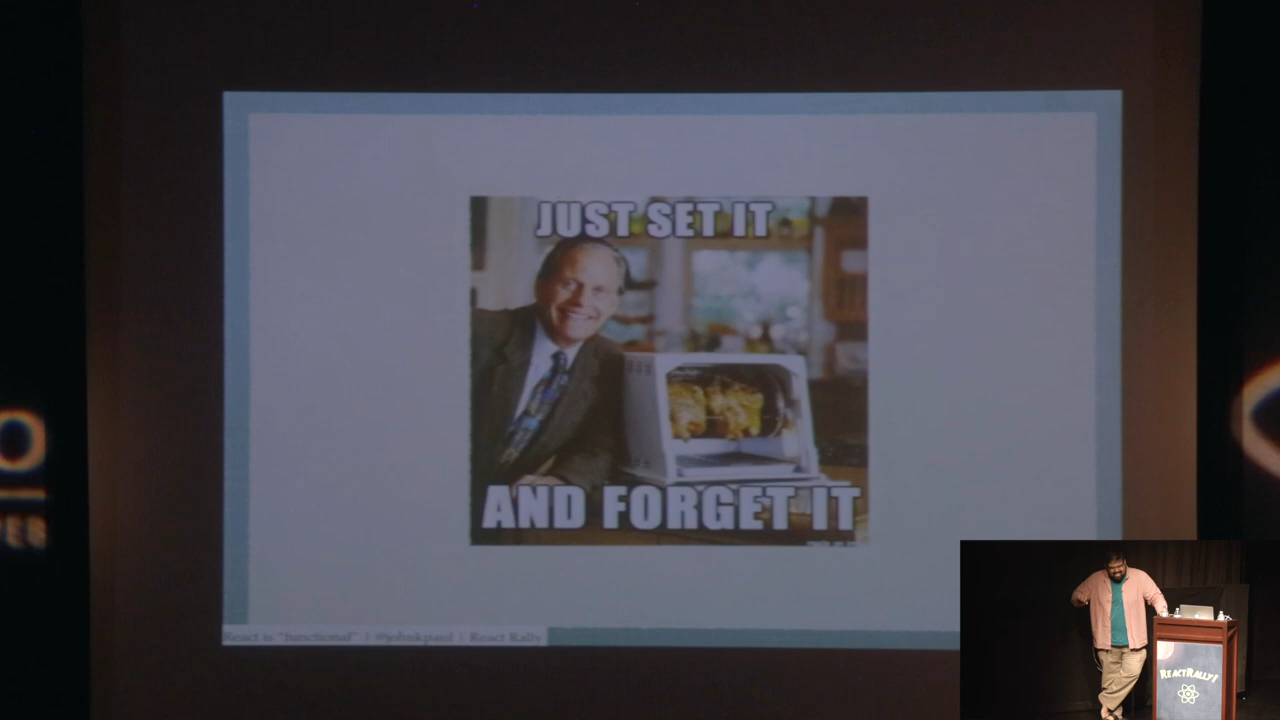 JUST SET IT
AND FORGET IT
React is "functional" | @johnkpaul | React Rally
REACTRALLY!